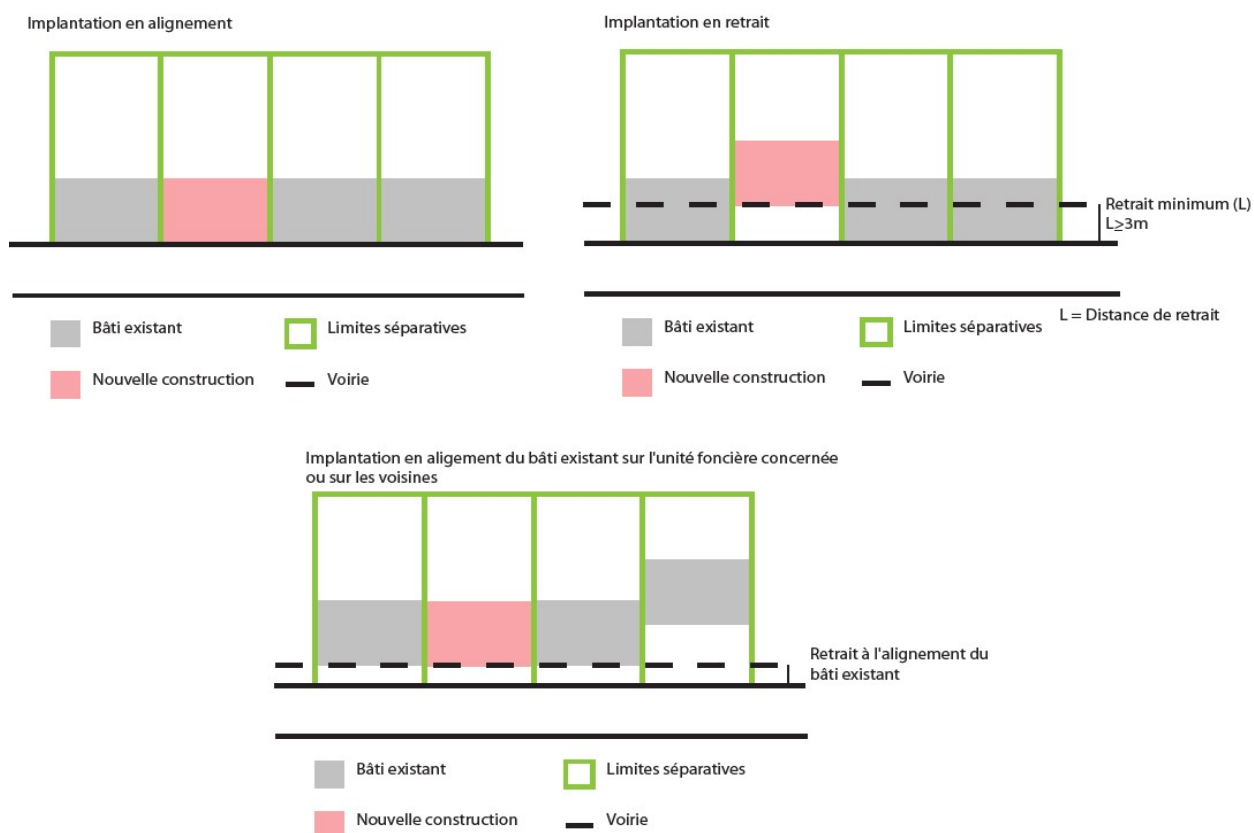 Implantation en alignement
Bâti existant
Limites séparatives
Nouvelle construction
Voirie
Implantation en retrait
Retrait minimum (L)
L≥3m
L = Distance de retrait
Bâti existant
Limites séparatives
Nouvelle construction
Voirie
Implantation en aligement du bâti existant sur l'unité foncière concernée
ou sur les voisines
Retrait à l'alignement du
bâti existant
Bâti existant
Limites séparatives
Nouvelle construction
Voirie